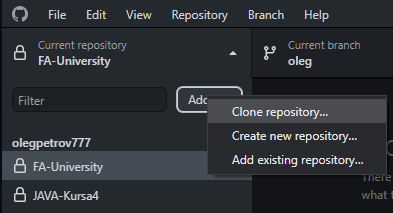 File Edit View Repository Branch Help
Current repository
FA-University
Current branch
oleg
Filter
Add
Clone repository...
Create new repository...
Add existing repository...
olegpetrov777
FA-University
JAVA-Kursa4
There
what t